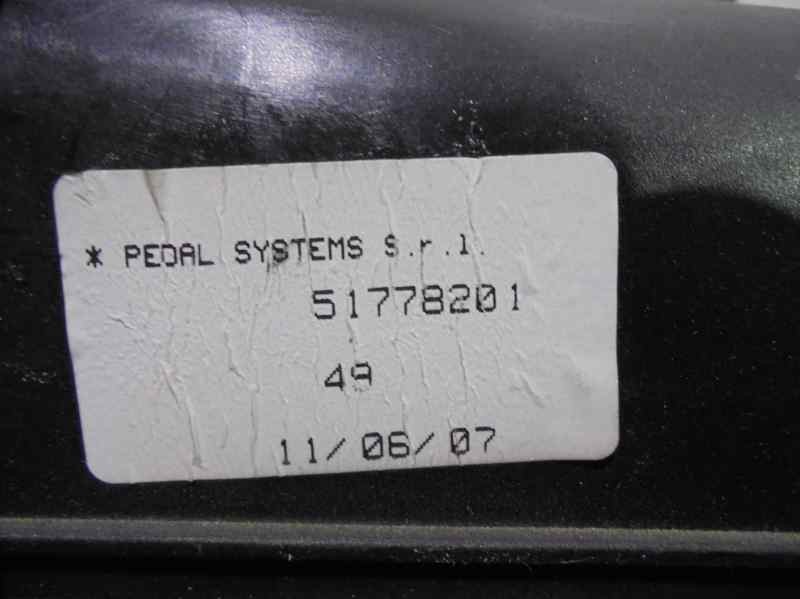 * PEDAL SYSTEMS S.r.l.
51778201
49
11/06/07